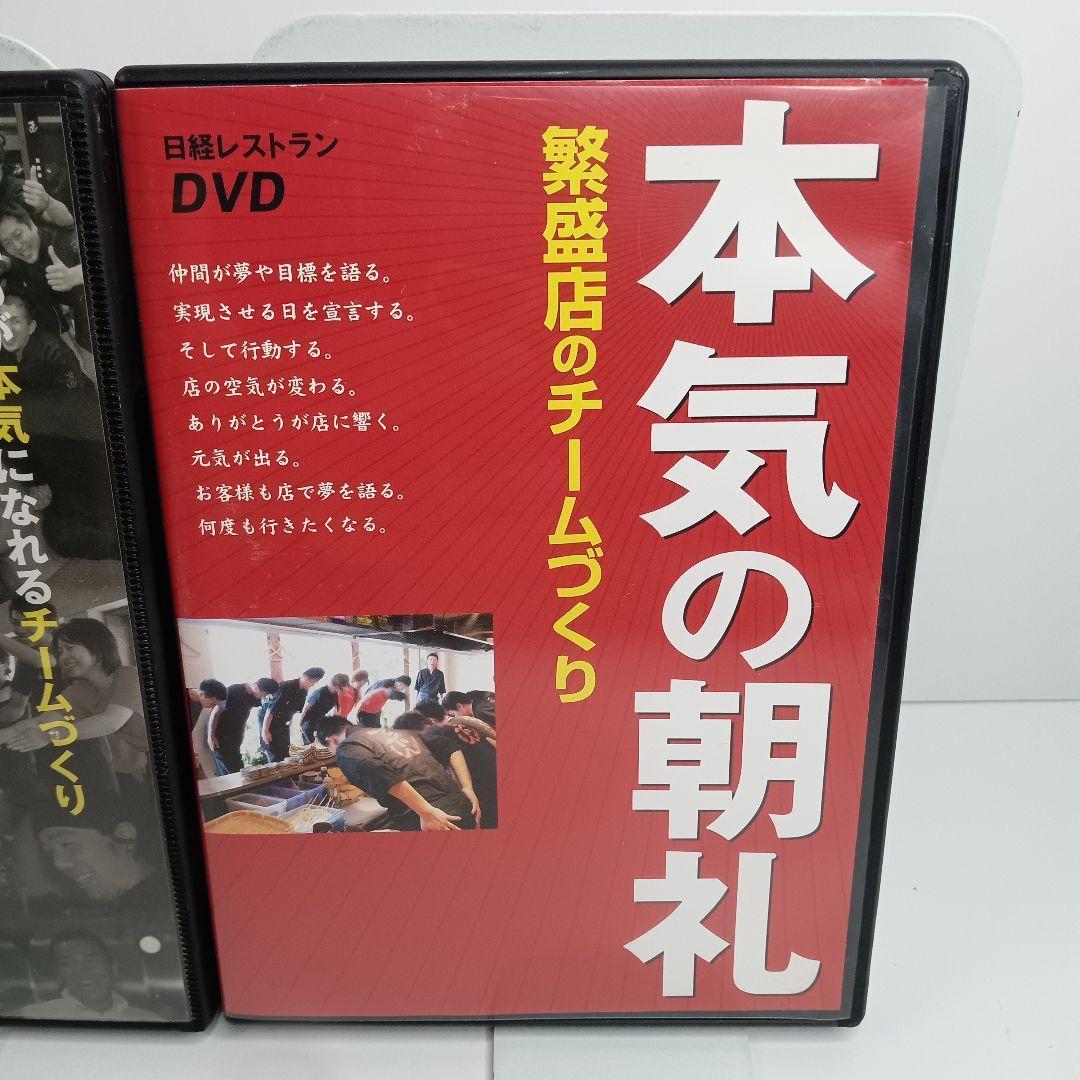 日経レストラン
DVD
本気の朝礼
繁盛店のチームづくり
仲間が夢や目標を語る。
実現させる日を宣言する。
そして行動する。
店の空気が変わる。
ありがとうが店に響く。
元気が出る。
お客様も店で夢を語る。
何度も行きたくなる。
が本気になれるチームづくり